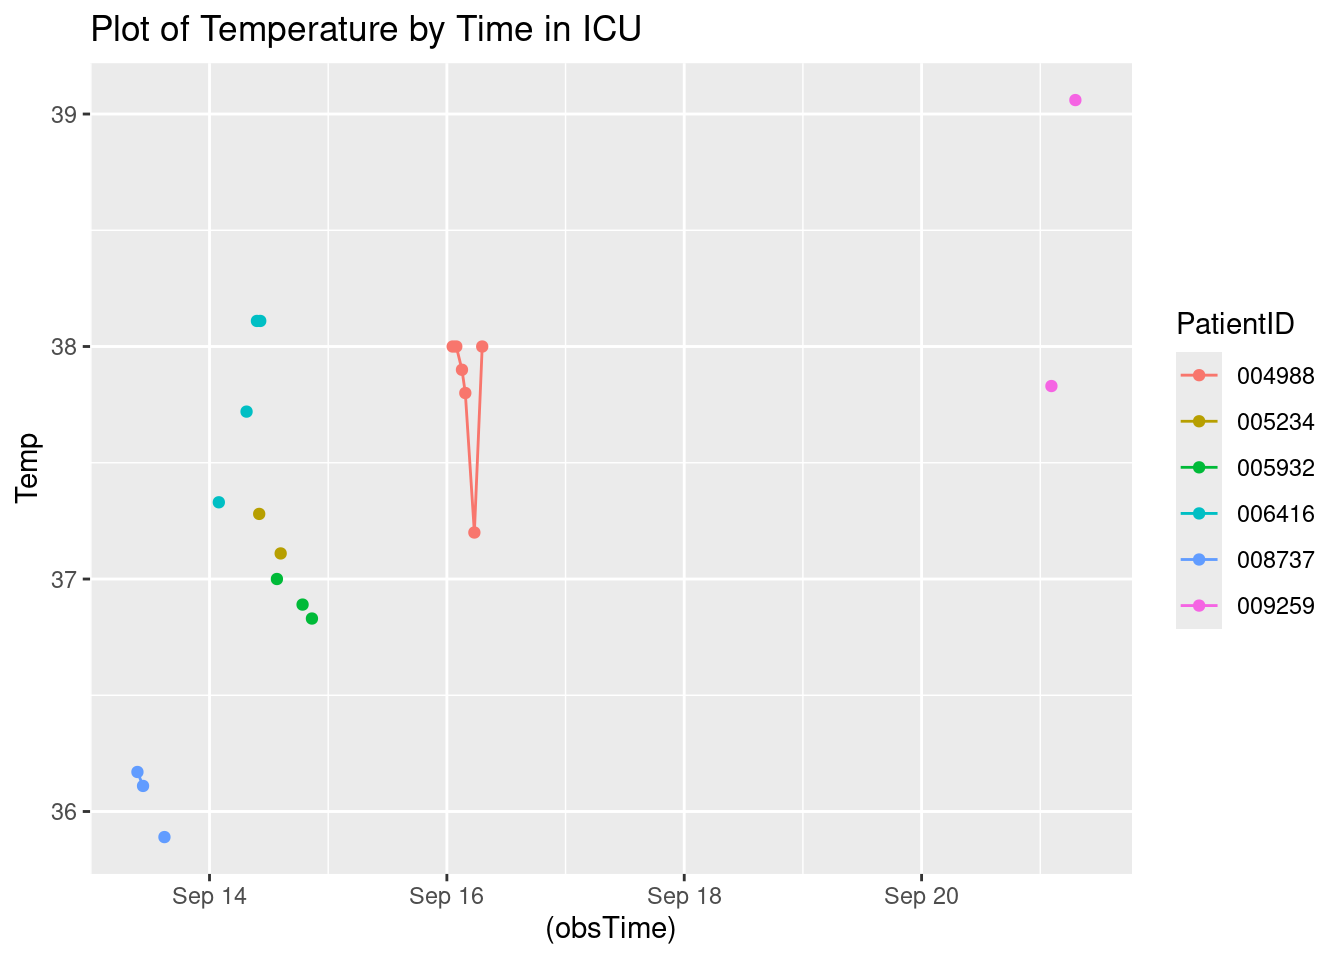 Plot of Temperature by Time in ICU
39
38
37
36
Temp
Sep 14
Sep 16
Sep 18
Sep 20
(obsTime)
PatientID
004988
005234
005932
006416
008737
009259